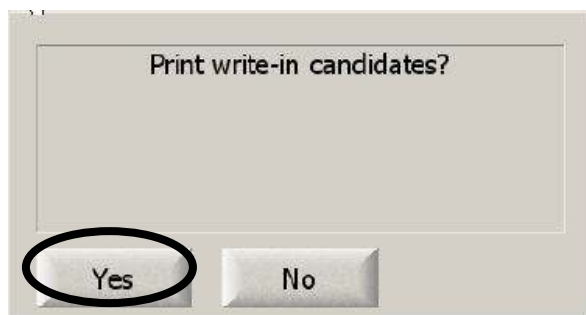 Print write-in candidates?
Yes No